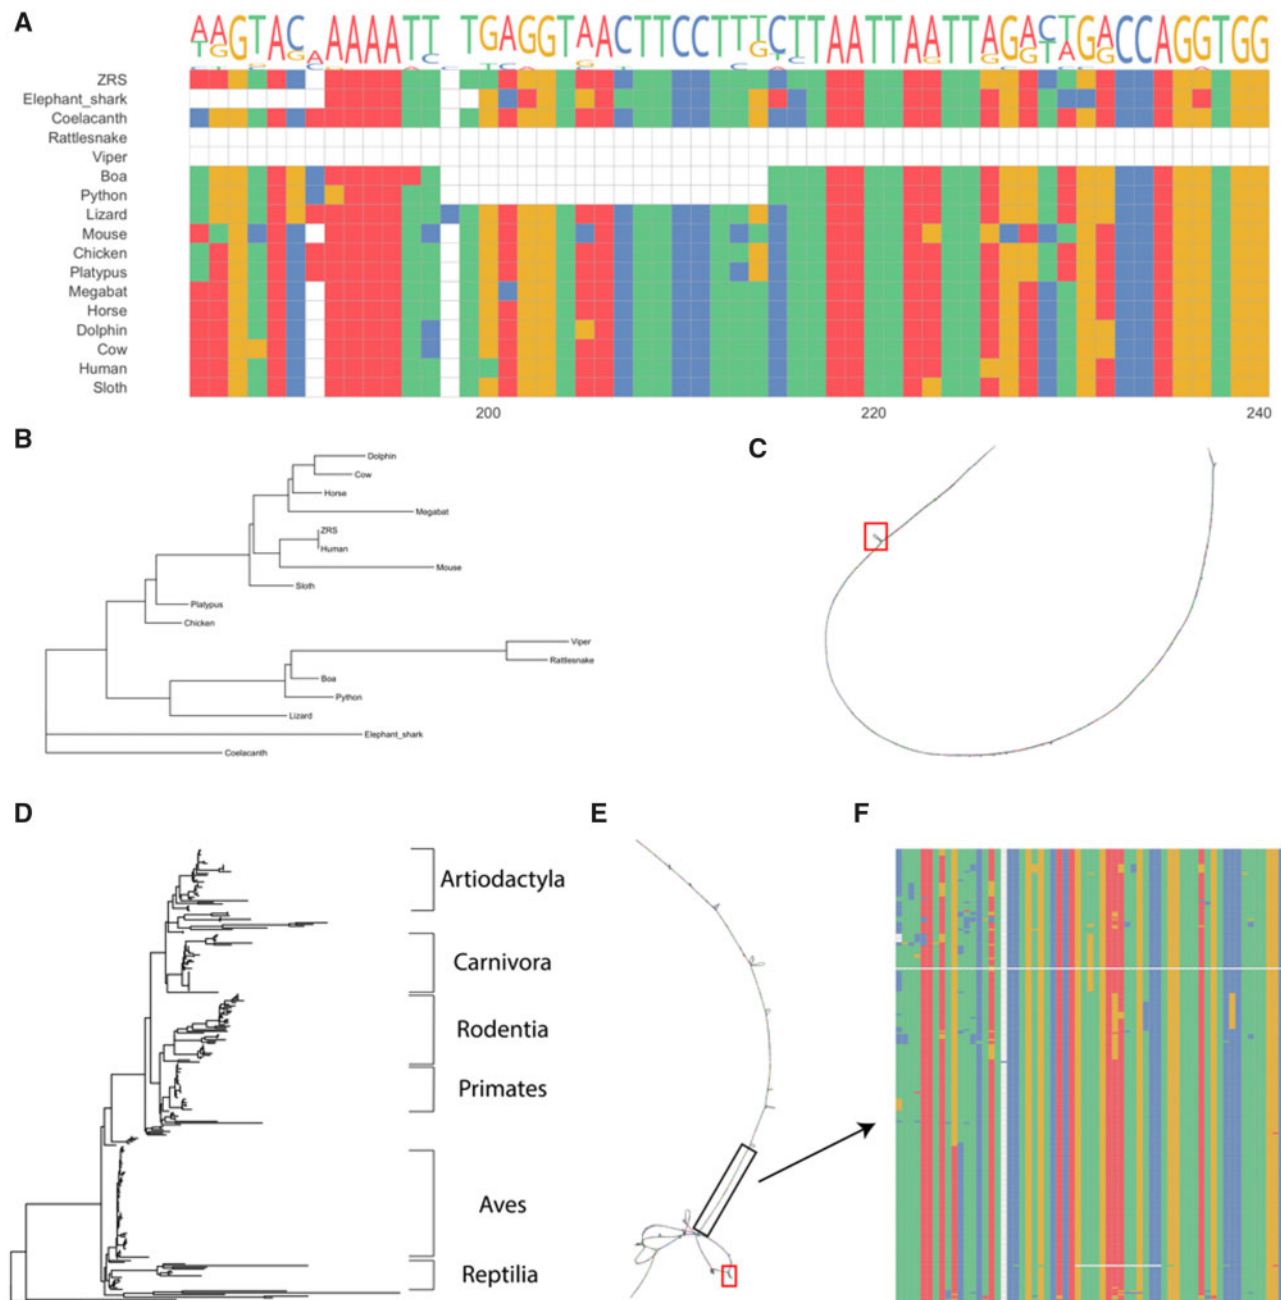 A
AAGTACAAAAATT TGAGGTAACTTCCTTTCTTAATTAATTAGACTGACCAGGTGG
ZRS
Elephant_shark
Coelacanth
Rattlesnake
Viper
Boa
Python
Lizard
Mouse
Chicken
Platypus
Megabat
Horse
Dolphin
Cow
Human
Sloth
200 220 240
B
Dolphin
Cow
Horse
Megabat
ZRS
Human
Mouse
Sloth
Platypus
Chicken
Viper
Rattlesnake
Boa
Python
Lizard
Elephant_shark
Coelacanth
C
D
Artiodactyla
Carnivora
Rodentia
Primates
Aves
Reptilia
E
F